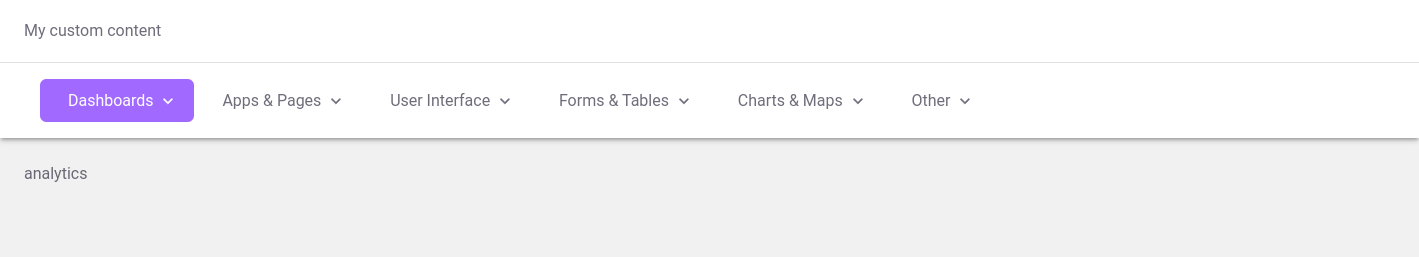 My custom content
Dashboards Apps & Pages User Interface Forms & Tables Charts & Maps Other
analytics